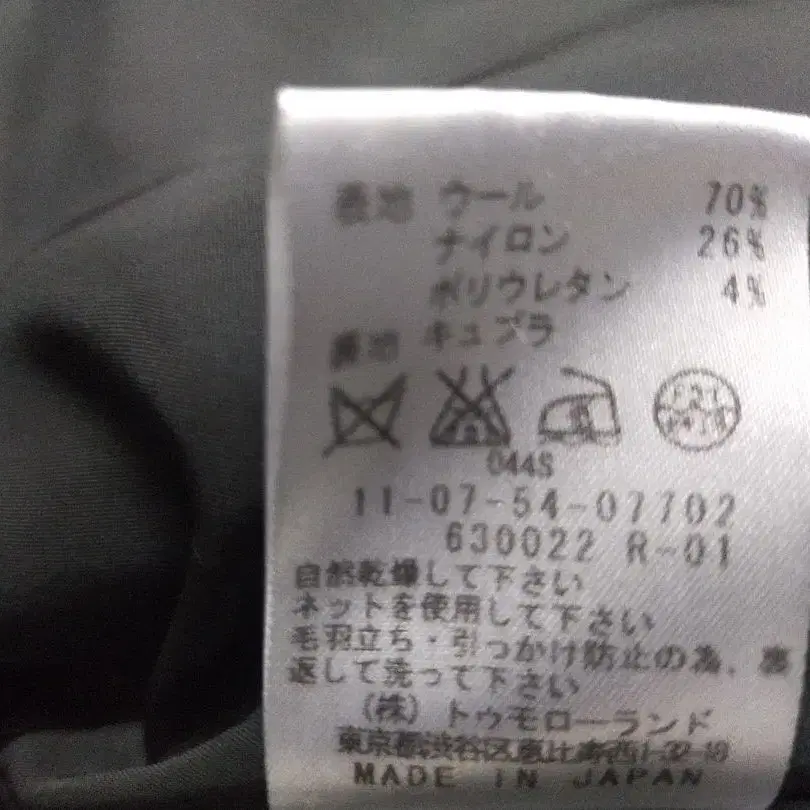 表地 ウール 70%
ナイロン 26%
ポリウレタン 4%
裏地 キュプラ
044S
11-07-54-07702
630022 R-01
自然乾燥して下さい
ネットを使用して下さい
毛羽立ち・引っかけ防止の為、裏
返して洗って下さい
(株) トゥモローランド
東京都渋谷区恵比寿西1-32-18
MADE IN JAPAN